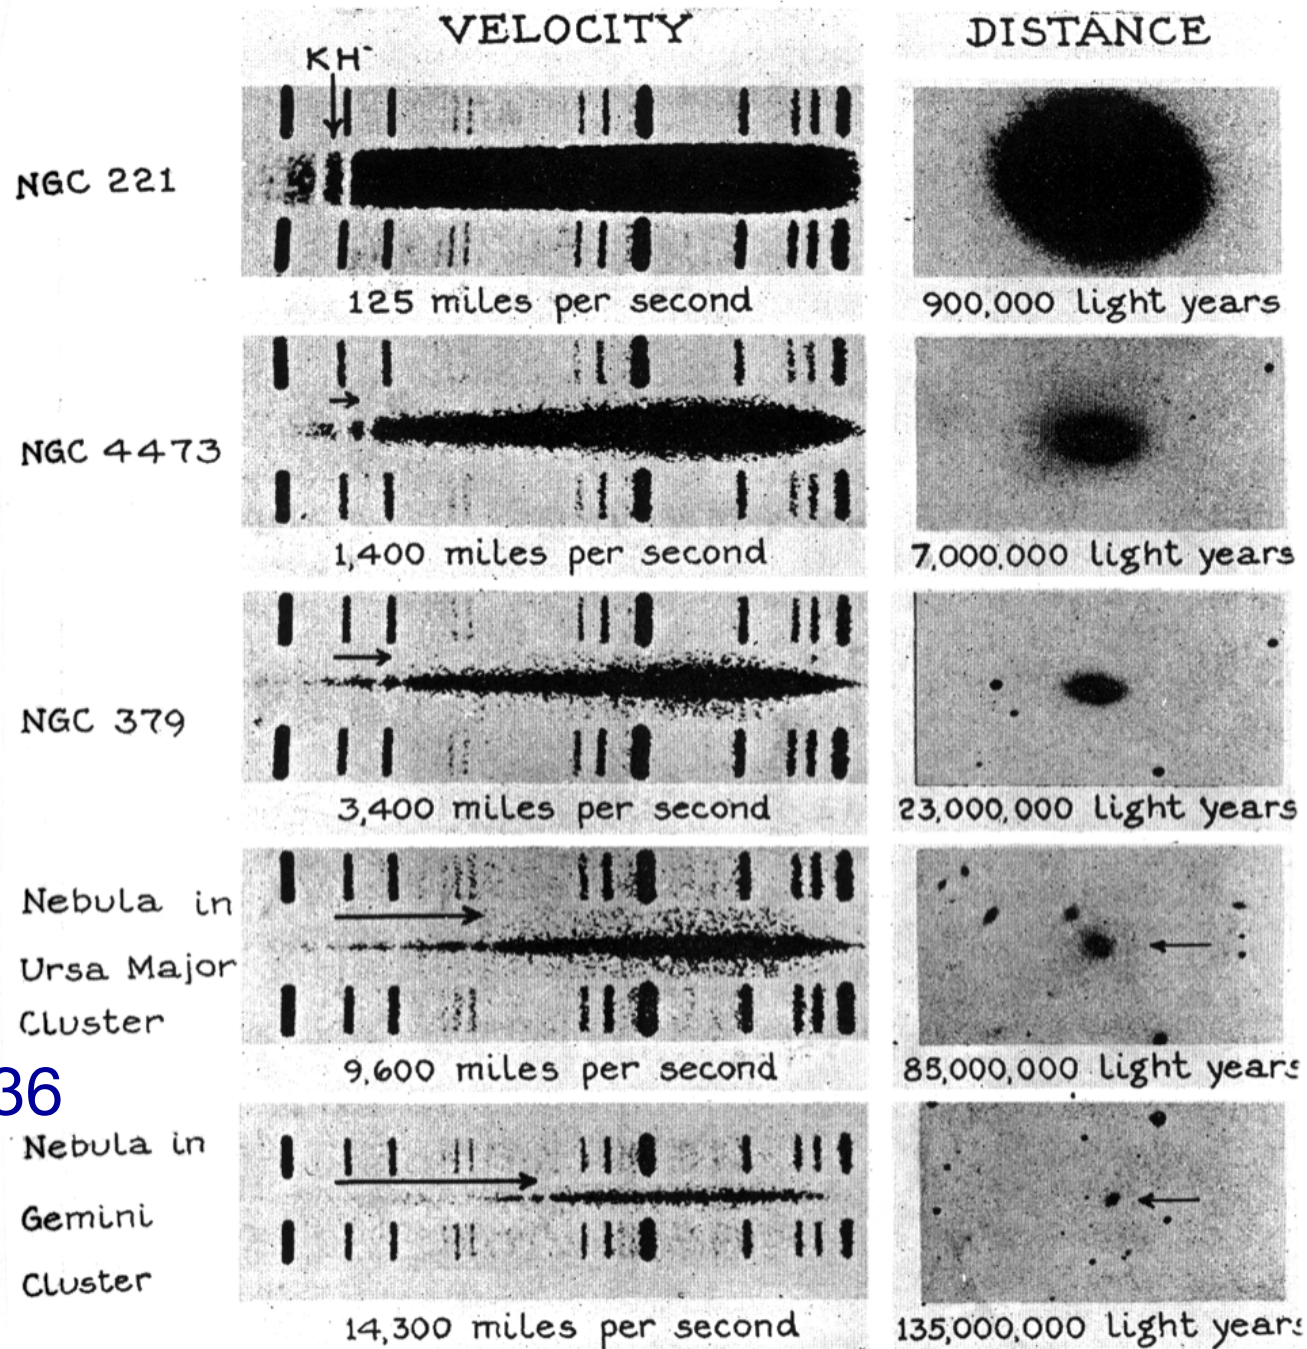 VELOCITY
DISTANCE
K H
NGC 221
125 miles per second
900,000 light years
NGC 4473
1,400 miles per second
7,000,000 light years
NGC 379
3,400 miles per second
23,000,000 light years
Nebula in
Ursa Major
Cluster
9,600 miles per second
85,000,000 light years
36
Nebula in
Gemini
Cluster
14,300 miles per second
135,000,000 light years